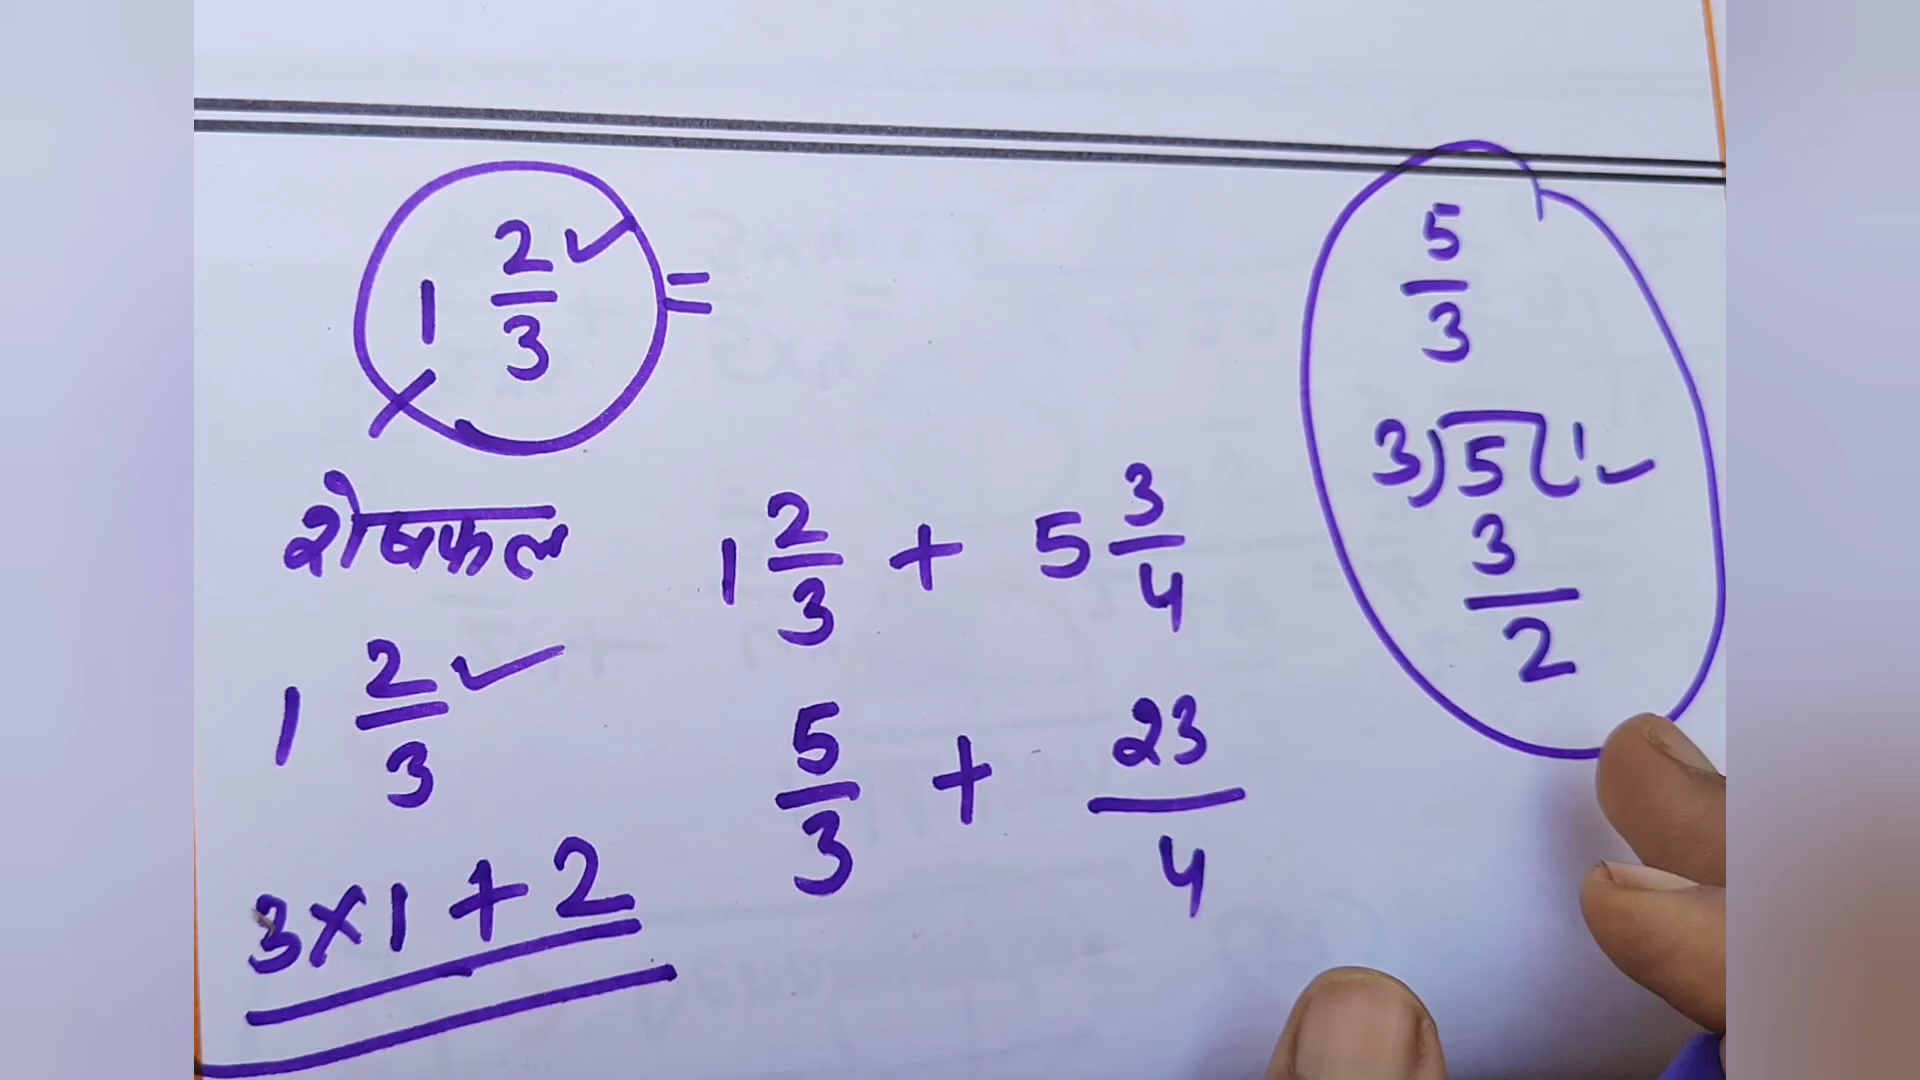 1 2/3 =
शेषफल
1 2/3
3×1+2
1 2/3 + 5 3/4
5/3 + 23/4
5/3
3)5(1
3
2